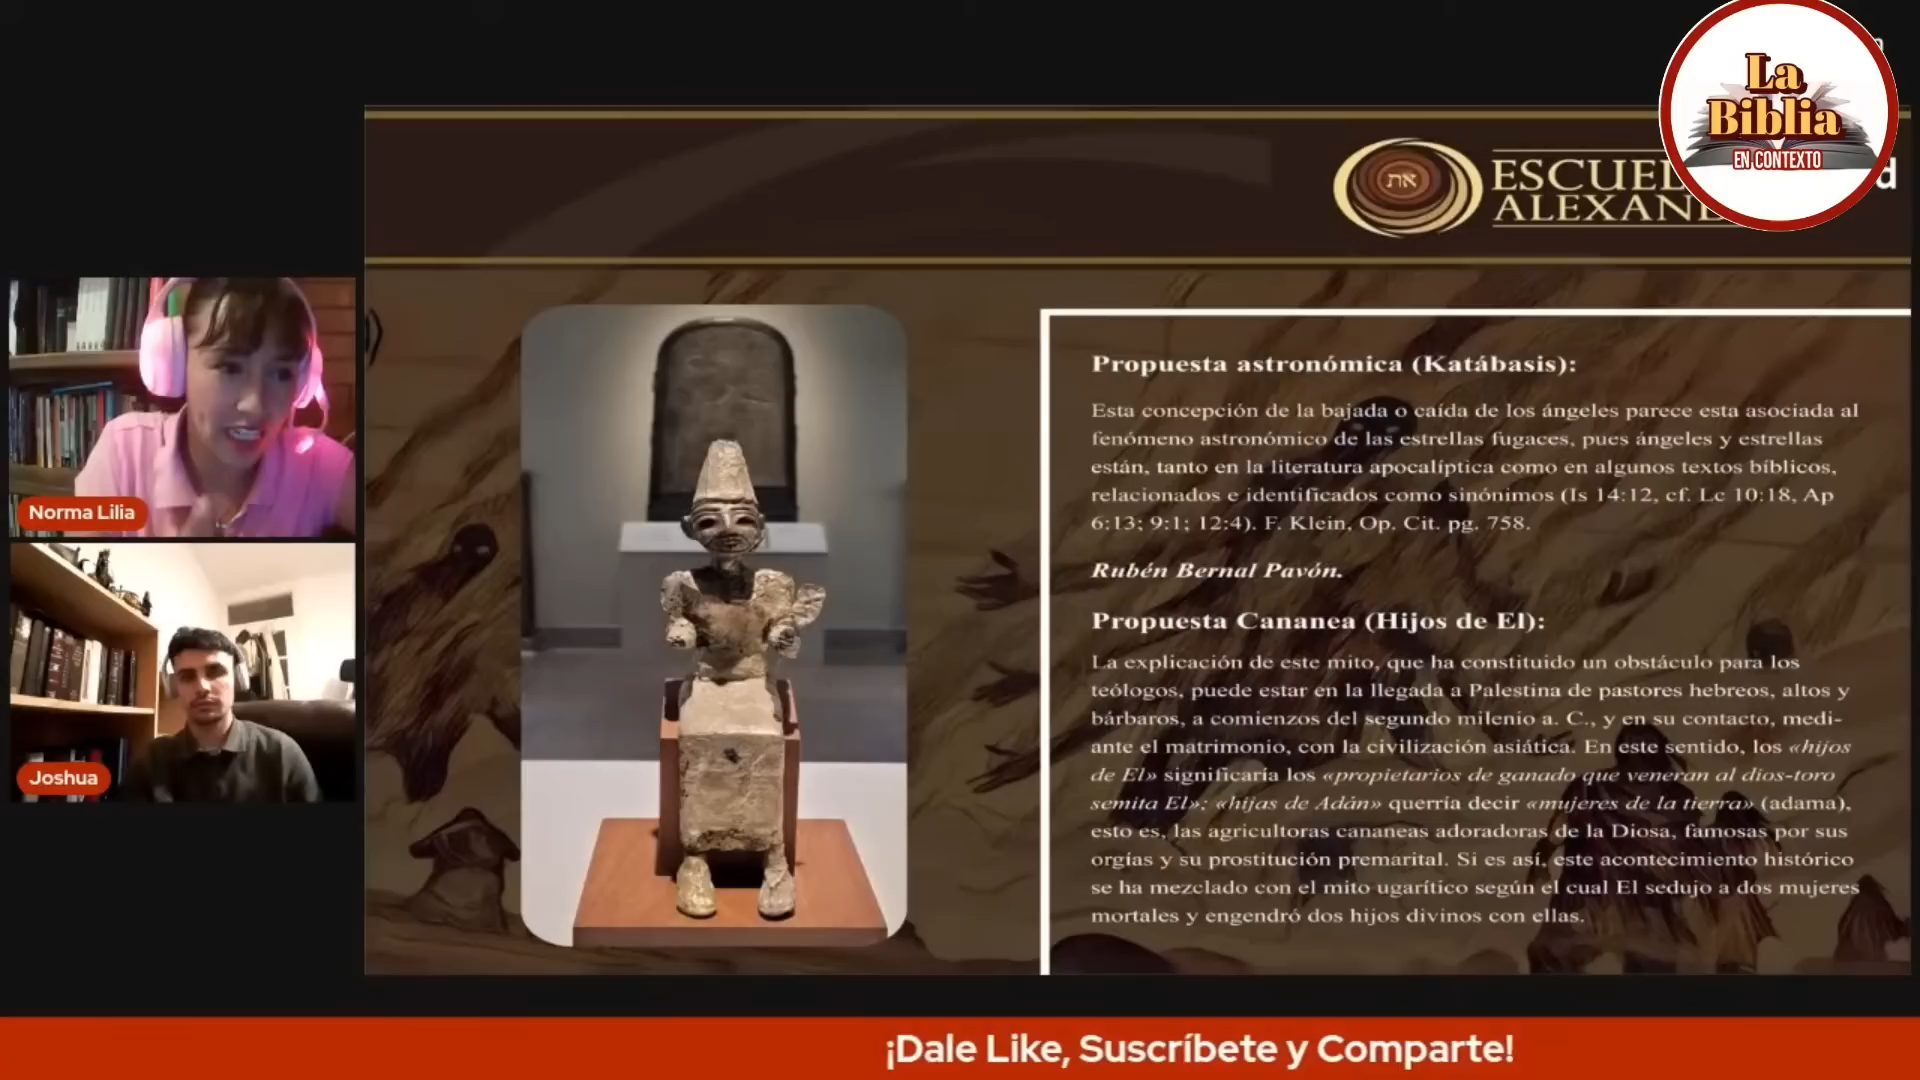 La
Biblia
EN CONTEXTO
את
ESCUEL
ALEXAN
d
Propuesta astronómica (Katábasis):
Esta concepción de la bajada o caída de los ángeles parece esta asociada al
fenómeno astronómico de las estrellas fugaces, pues ángeles y estrellas
están, tanto en la literatura apocalíptica como en algunos textos bíblicos,
relacionados e identificados como sinónimos (Is 14:12, cf. Lc 10:18, Ap
6:13; 9:1; 12:4). F. Klein, Op. Cit. pg. 758.
Rubén Bernal Pavón.
Propuesta Cananea (Hijos de El):
La explicación de este mito, que ha constituido un obstáculo para los
teólogos, puede estar en la llegada a Palestina de pastores hebreos, altos y
bárbaros, a comienzos del segundo milenio a. C., y en su contacto, medi-
ante el matrimonio, con la civilización asiática. En este sentido, los «hijos
de El» significaría los «propietarios de ganado que veneran al dios-toro
semita El»; «hijas de Adán» querría decir «mujeres de la tierra» (adama),
esto es, las agricultoras cananeas adoradoras de la Diosa, famosas por sus
orgías y su prostitución premarital. Si es así, este acontecimiento histórico
se ha mezclado con el mito ugarítico según el cual El sedujo a dos mujeres
mortales y engendró dos hijos divinos con ellas.
Norma Lilia
Joshua
¡Dale Like, Suscríbete y Comparte!